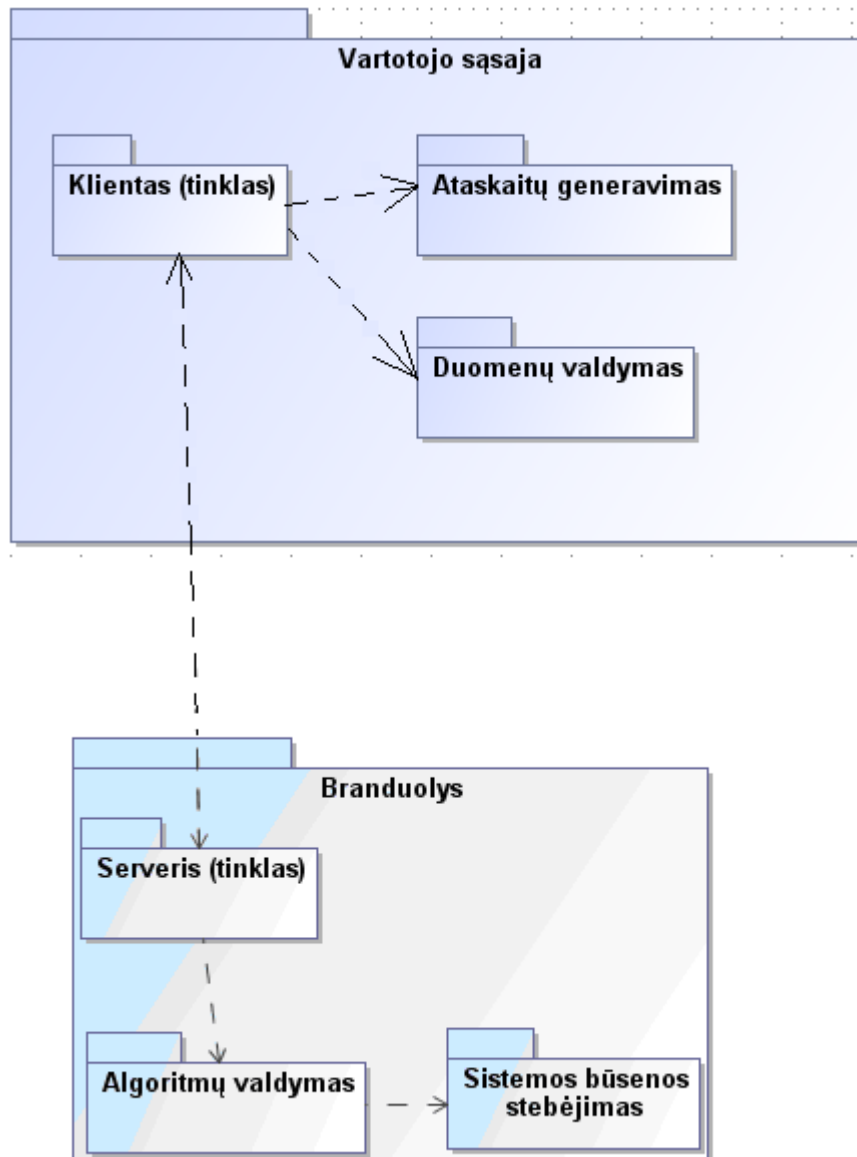 Vartotojo sąsaja
Klientas (tinklas)
Ataskaitų generavimas
Duomenų valdymas
Branduolys
Serveris (tinklas)
Algoritmų valdymas
Sistemos būsenos
stebėjimas